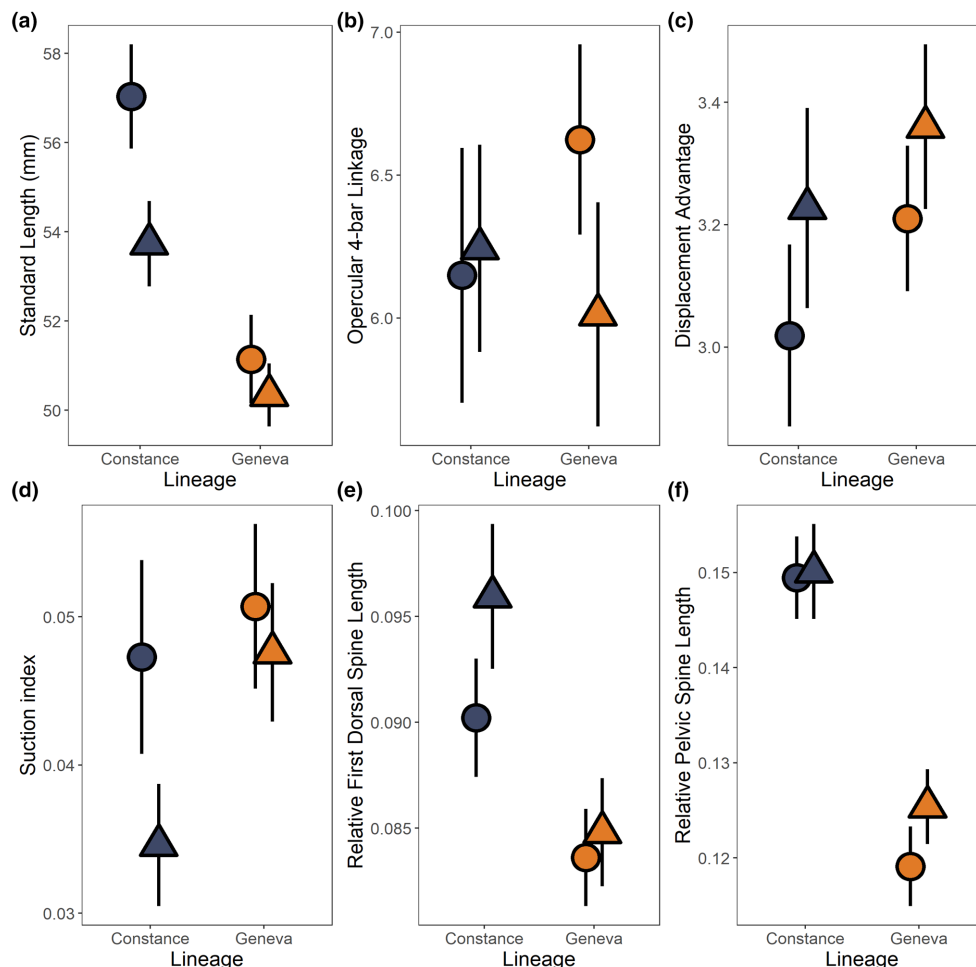 (a)
58
56
54
52
50
Standard Length (mm)
Constance
Geneva
Lineage
(b)
7.0
6.5
6.0
Opercular 4-bar Linkage
Constance
Geneva
Lineage
(c)
3.4
3.2
3.0
Displacement Advantage
Constance
Geneva
Lineage
(d)
0.05
0.04
0.03
Suction index
Constance
Geneva
Lineage
(e)
0.100
0.095
0.090
0.085
Relative First Dorsal Spine Length
Constance
Geneva
Lineage
(f)
0.15
0.14
0.13
0.12
Relative Pelvic Spine Length
Constance
Geneva
Lineage